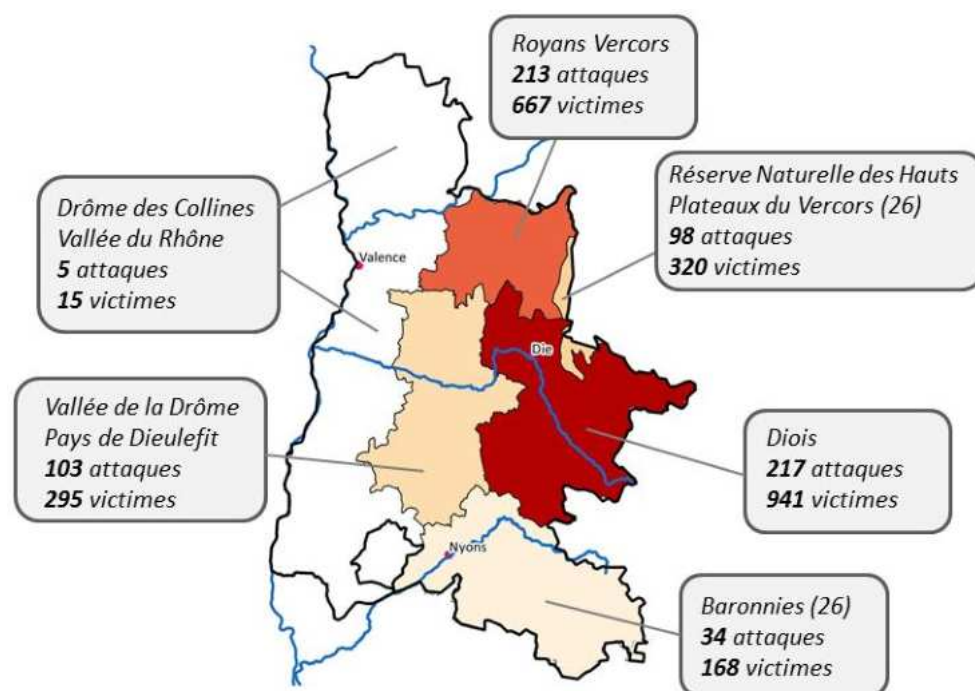 Royans Vercors
213 attaques
667 victimes
Réserve Naturelle des Hauts
Plateaux du Vercors (26)
98 attaques
320 victimes
Drôme des Collines
Vallée du Rhône
5 attaques
15 victimes
Valence
Die
Vallée de la Drôme
Pays de Dieulefit
103 attaques
295 victimes
Diois
217 attaques
941 victimes
Nyons
Baronnies (26)
34 attaques
168 victimes